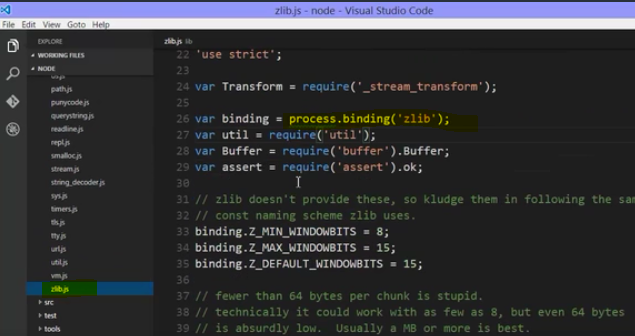 zlib.js - node - Visual Studio Code
File Edit View Goto Help
EXPLORE
WORKING FILES
NODE
path.js
punycode.js
querystring.js
readline.js
repl.js
smalloc.js
stream.js
string_decoder.js
sys.js
timers.js
tls.js
tty.js
url.js
util.js
vm.js
zlib.js
src
test
tools
zlib.js lib
22 'use strict';
23
24 var Transform = require('_stream_transform');
25
26 var binding = process.binding('zlib');
27 var util = require('util');
28 var Buffer = require('buffer').Buffer;
29 var assert = require('assert').ok;
30
31 // zlib doesn't provide these, so kludge them in following the sa
32 // const naming scheme zlib uses.
33 binding.Z_MIN_WINDOWBITS = 8;
34 binding.Z_MAX_WINDOWBITS = 15;
35 binding.Z_DEFAULT_WINDOWBITS = 15;
36
37 // fewer than 64 bytes per chunk is stupid.
38 // technically it could work with as few as 8, but even 64 bytes
39 // is absurdly low. Usually a MB or more is best.